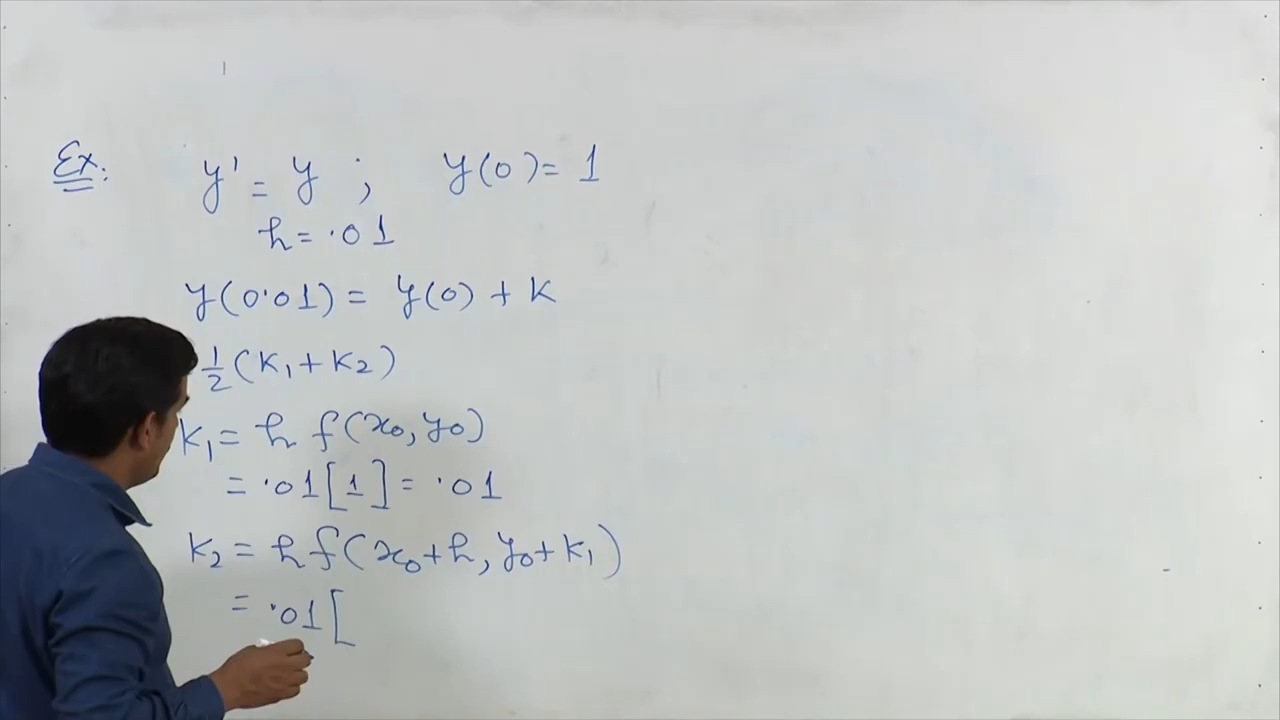 Ex: y' = y ; y(0) = 1
h = ·01
y(0·01) = y(0) + K
1/2 (K₁ + K₂)
K₁ = h f(x₀, y₀)
= ·01[1] = ·01
K₂ = h f(x₀+h, y₀+K₁)
= ·01[